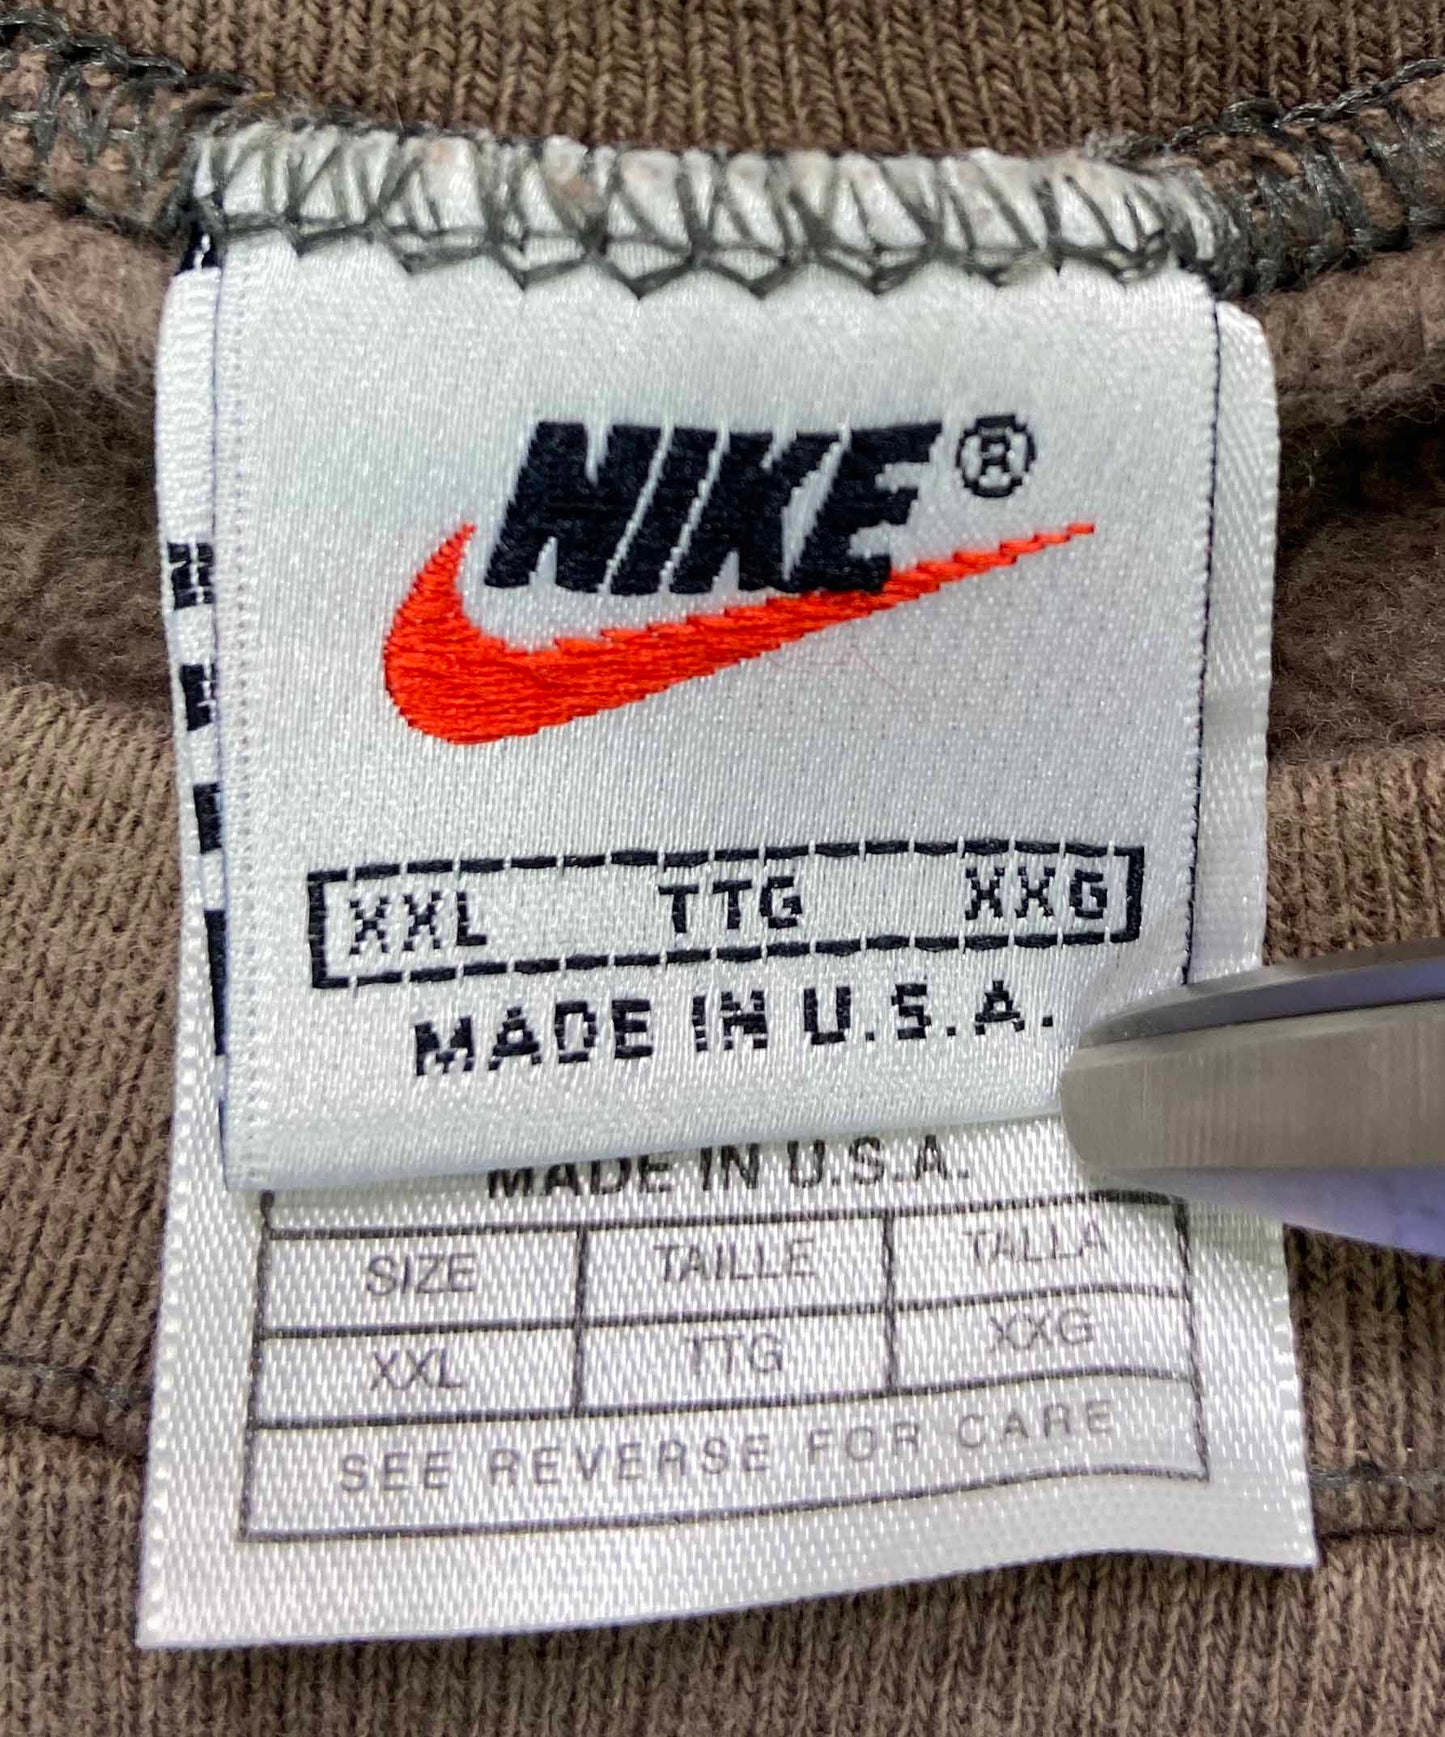 NIKE®
XXL TTG XXG
MADE IN U.S.A.
MADE IN U.S.A.
SIZE TAILLE TALLA
XXL TTG XXG
SEE REVERSE FOR CARE